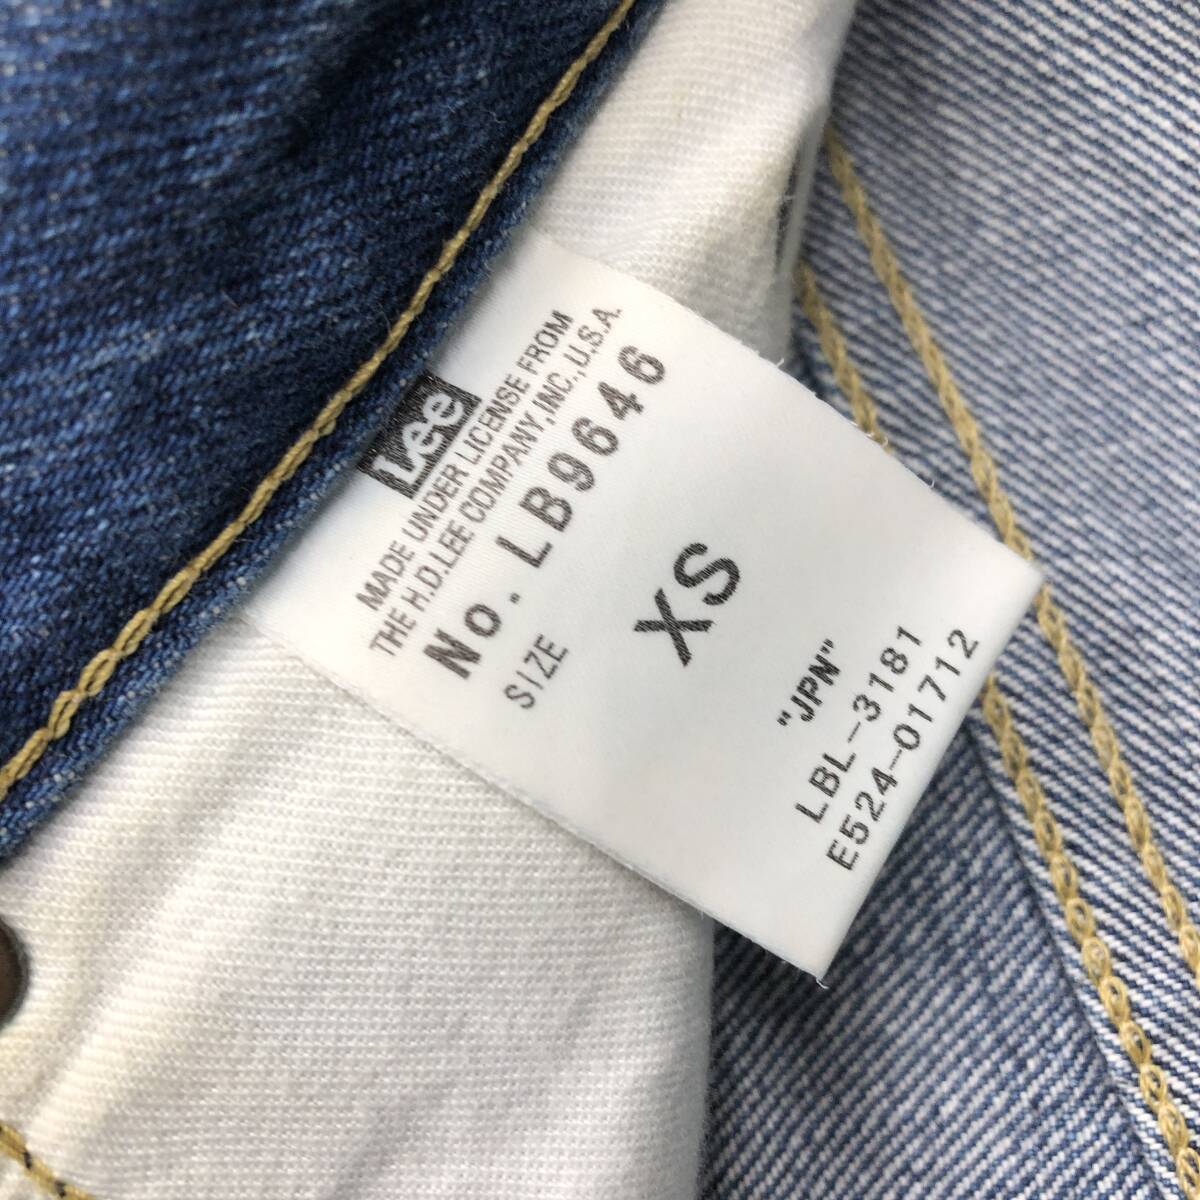 Lee
MADE UNDER LICENSE FROM
THE H.D.LEE COMPANY,INC.,U.S.A.
No. LB9646
SIZE
XS
"JPN"
LBL-3181
E524-01712